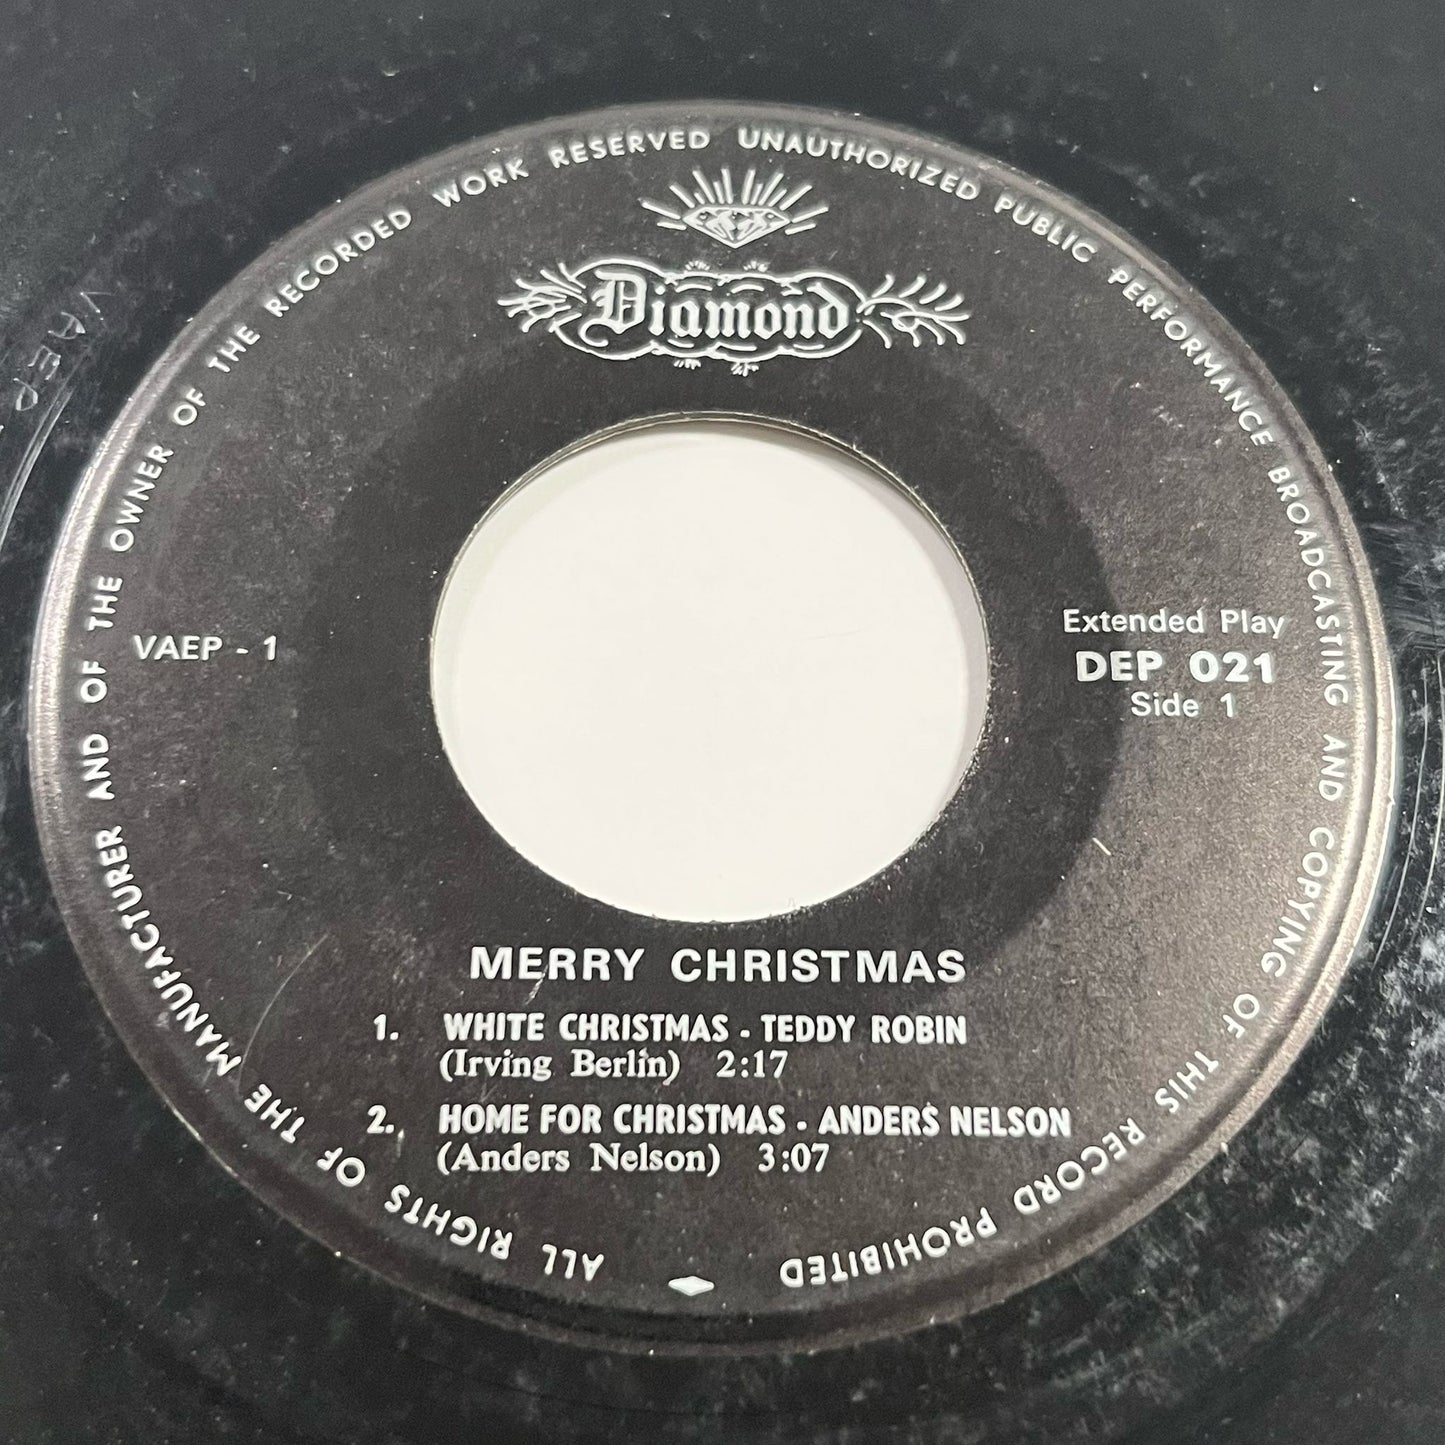 ALL RIGHTS OF THE MANUFACTURER AND OF THE OWNER OF THE RECORDED WORK RESERVED UNAUTHORIZED PUBLIC PERFORMANCE BROADCASTING AND COPYING OF THIS RECORD PROHIBITED
Diamond
VAEP
VAEP - 1
Extended Play
DEP 021
Side 1
MERRY CHRISTMAS
1. WHITE CHRISTMAS - TEDDY ROBIN
(Irving Berlin) 2:17
2. HOME FOR CHRISTMAS - ANDERS NELSON
(Anders Nelson) 3:07